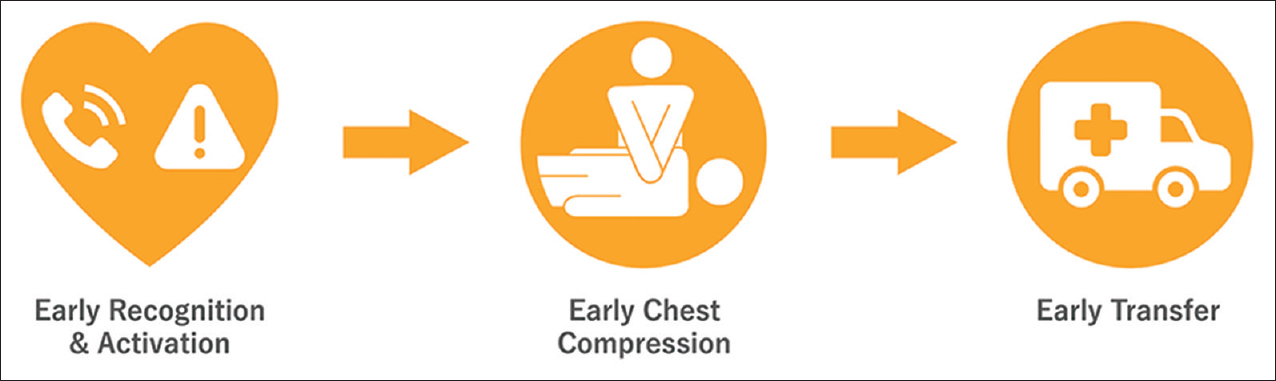 Early Recognition
& Activation
Early Chest
Compression
Early Transfer